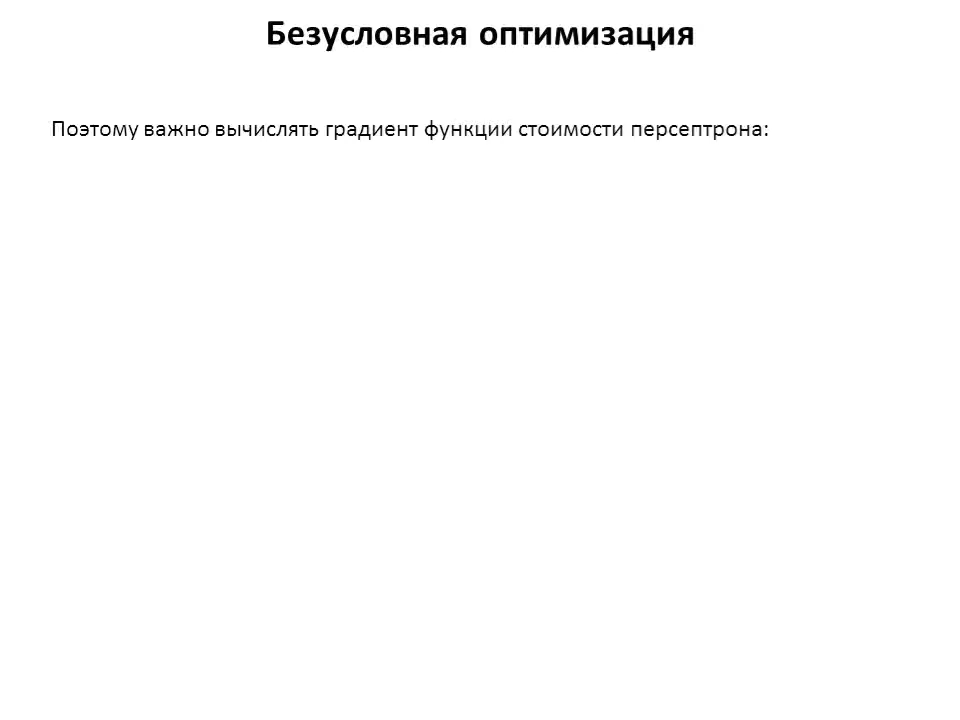 Безусловная оптимизация
Поэтому важно вычислять градиент функции стоимости персептрона: